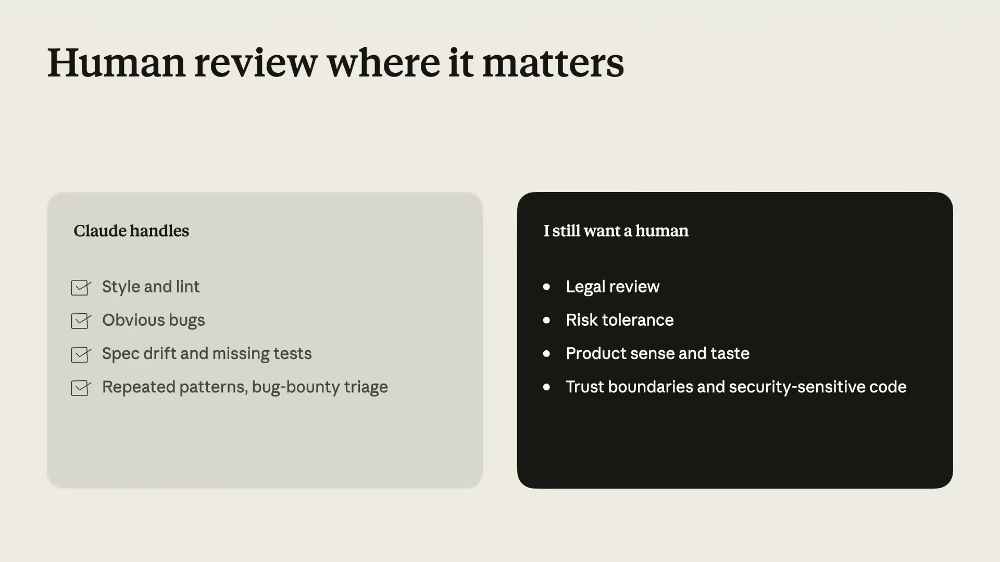 Human review where it matters
Claude handles
Style and lint
Obvious bugs
Spec drift and missing tests
Repeated patterns, bug-bounty triage
I still want a human
Legal review
Risk tolerance
Product sense and taste
Trust boundaries and security-sensitive code